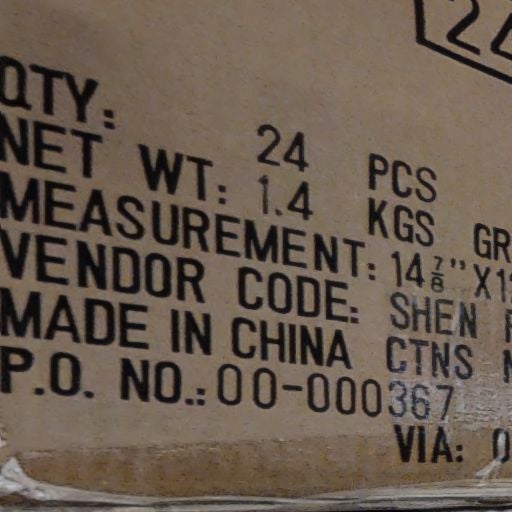 24
QTY: 24 PCS
NET WT: 1.4 KGS GR
MEASUREMENT: 14⅞"X1
VENDOR CODE: SHEN
MADE IN CHINA CTNS
P.O. NO.: 00-000367
VIA: